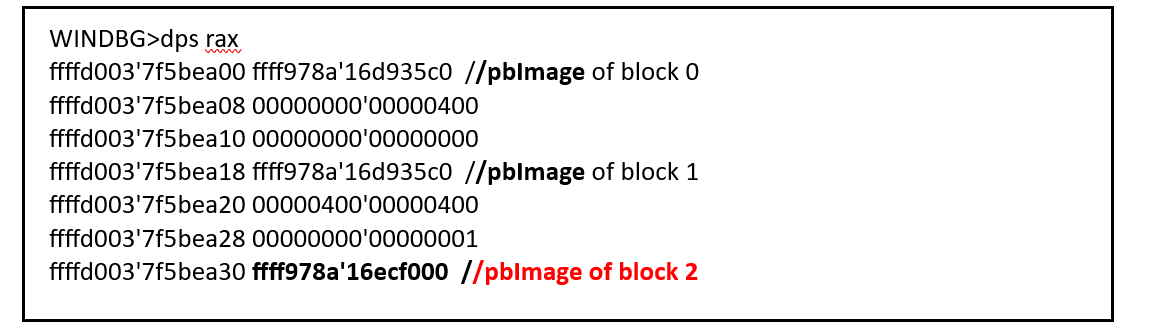 WINDBG>dps rax
ffffd003'7f5bea00 ffff978a'16d935c0 //pbImage of block 0
ffffd003'7f5bea08 00000000'00000400
ffffd003'7f5bea10 00000000'00000000
ffffd003'7f5bea18 ffff978a'16d935c0 //pbImage of block 1
ffffd003'7f5bea20 00000400'00000400
ffffd003'7f5bea28 00000000'00000001
ffffd003'7f5bea30 ffff978a'16ecf000 //pbImage of block 2